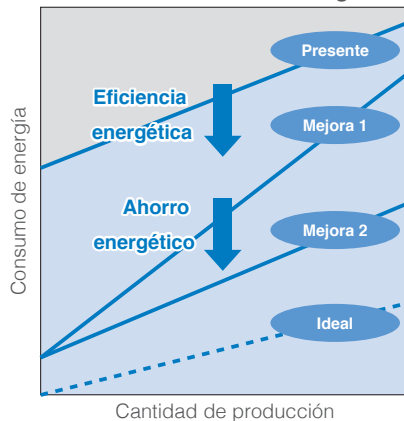 Presente
Eficiencia
energética
Mejora 1
Ahorro
energético
Mejora 2
Ideal
Consumo de energía
Cantidad de producción